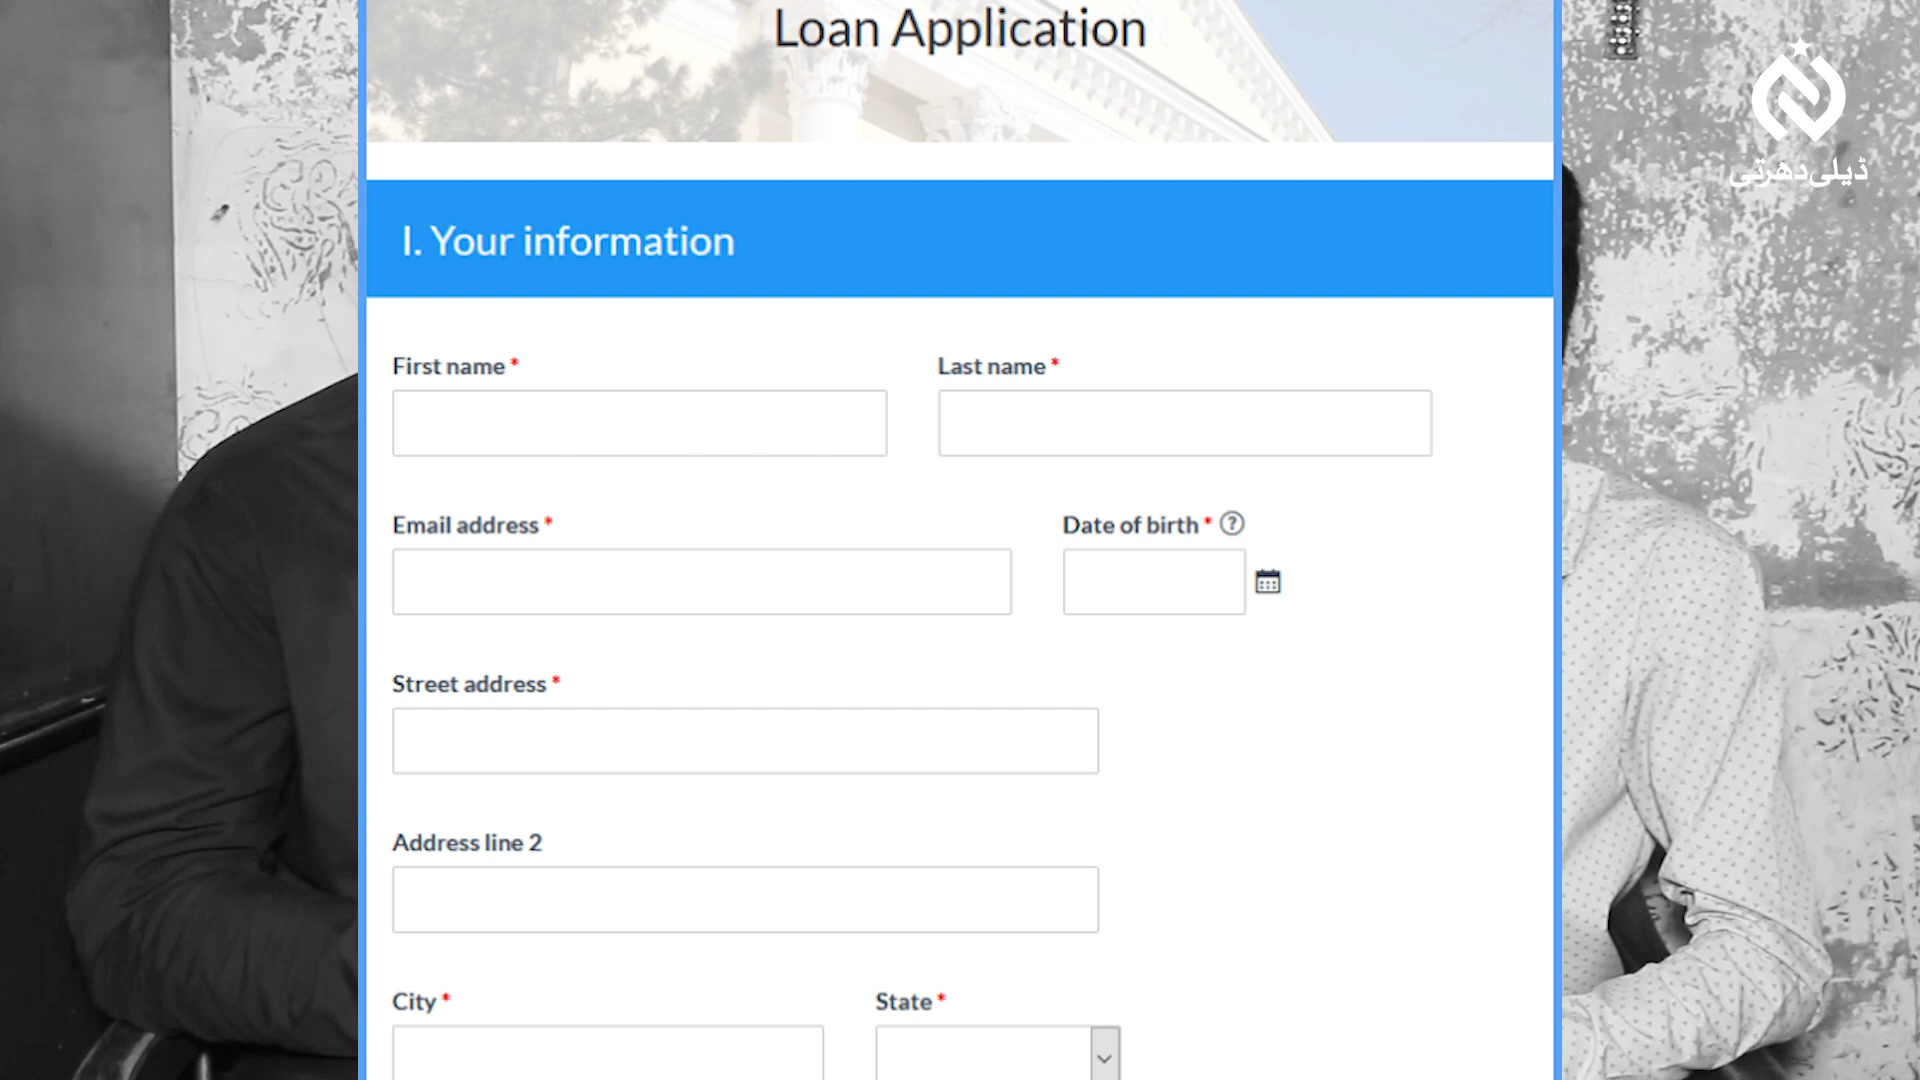 Loan Application
ڈیلی دھرتی
I. Your information
First name *
Last name *
Email address *
Date of birth * ?
Street address *
Address line 2
City *
State *